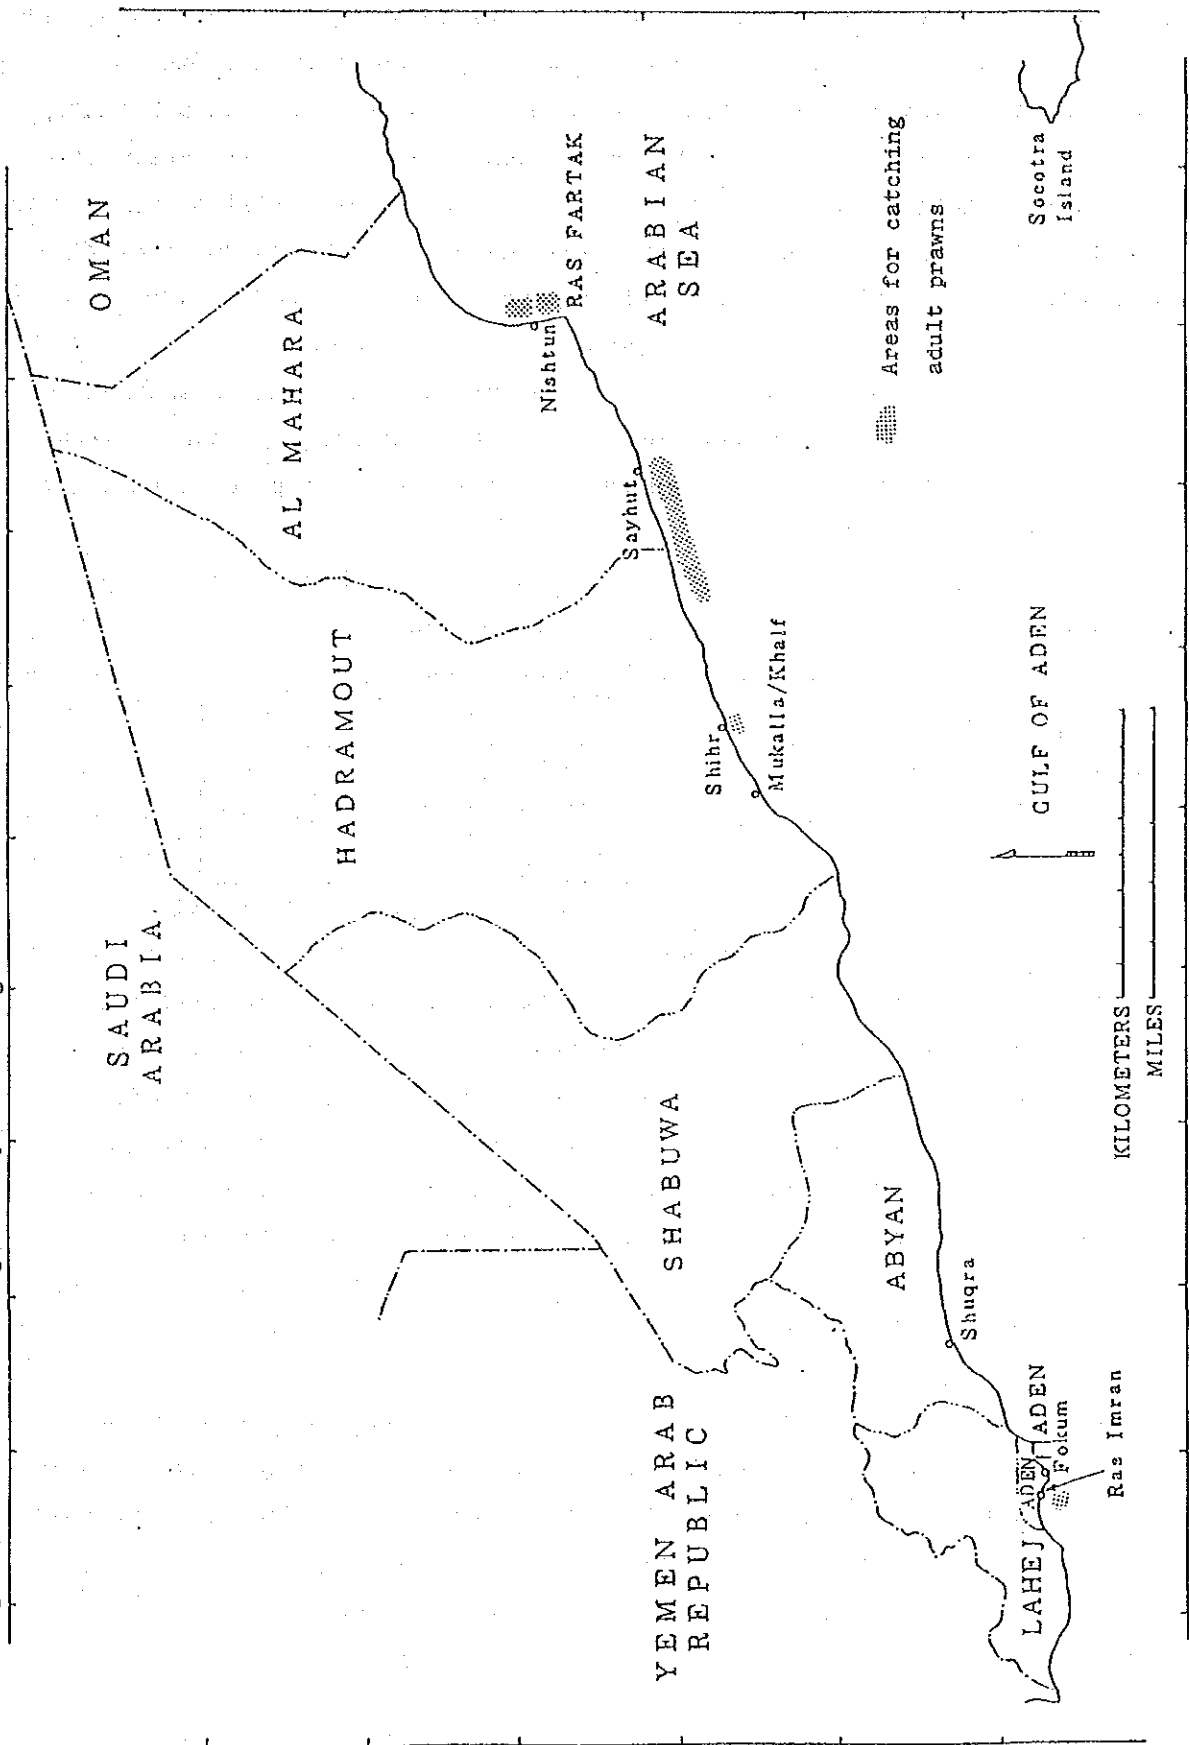 SAUDI
ARABIA
OMAN
YEMEN ARAB
REPUBLIC
SHABUWA
HADRAMOUT
AL MAHARA
LAHEJ
ADEN
ADEN
Fokum
Ras Imran
ABYAN
Shuqra
Shihr
Mukalla/Khalf
Sayhut
Nishtun
RAS FARTAK
ARABIAN
SEA
GULF OF ADEN
Areas for catching
adult prawns
Socotra
Island
KILOMETERS
MILES